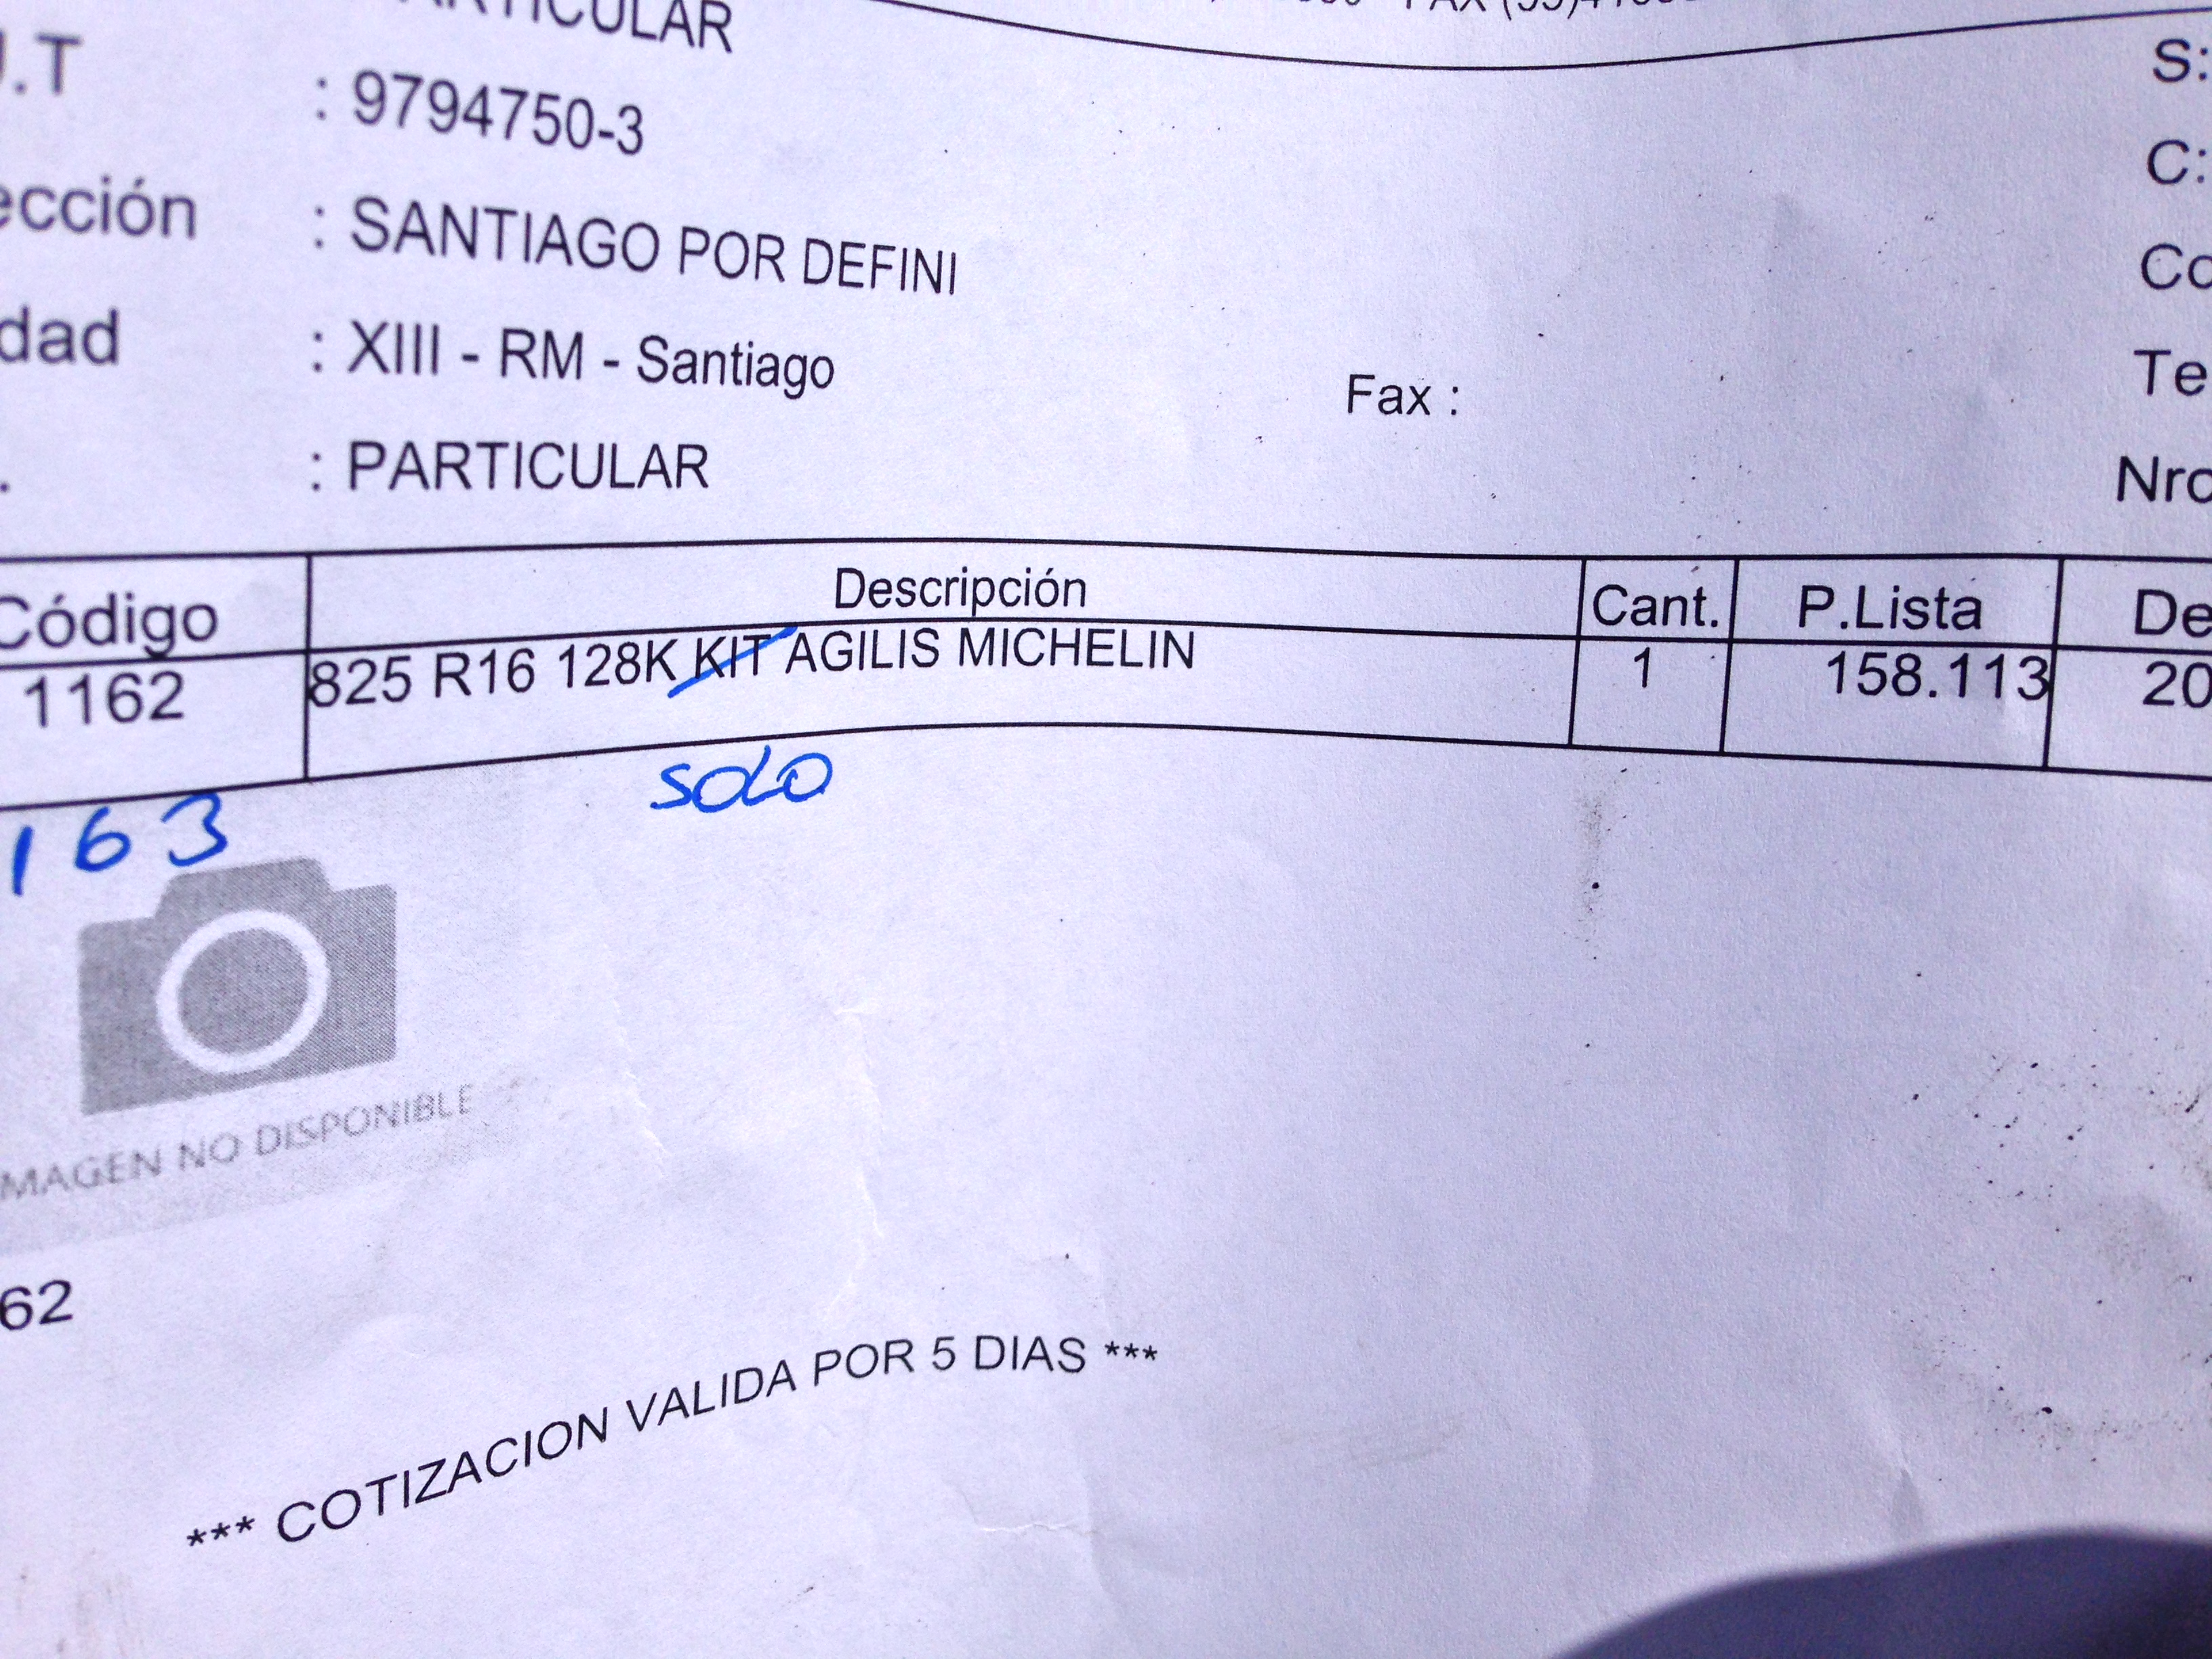 PARTICULAR
.T : 9794750-3
ección : SANTIAGO POR DEFINI
dad : XIII - RM - Santiago
Fax :
. : PARTICULAR
S:
C:
Co
Te
Nro
Código Descripción Cant. P.Lista De
1162 825 R16 128K KIT AGILIS MICHELIN 1 158.113 20
163 SOLO
IMAGEN NO DISPONIBLE
62
*** COTIZACION VALIDA POR 5 DIAS ***